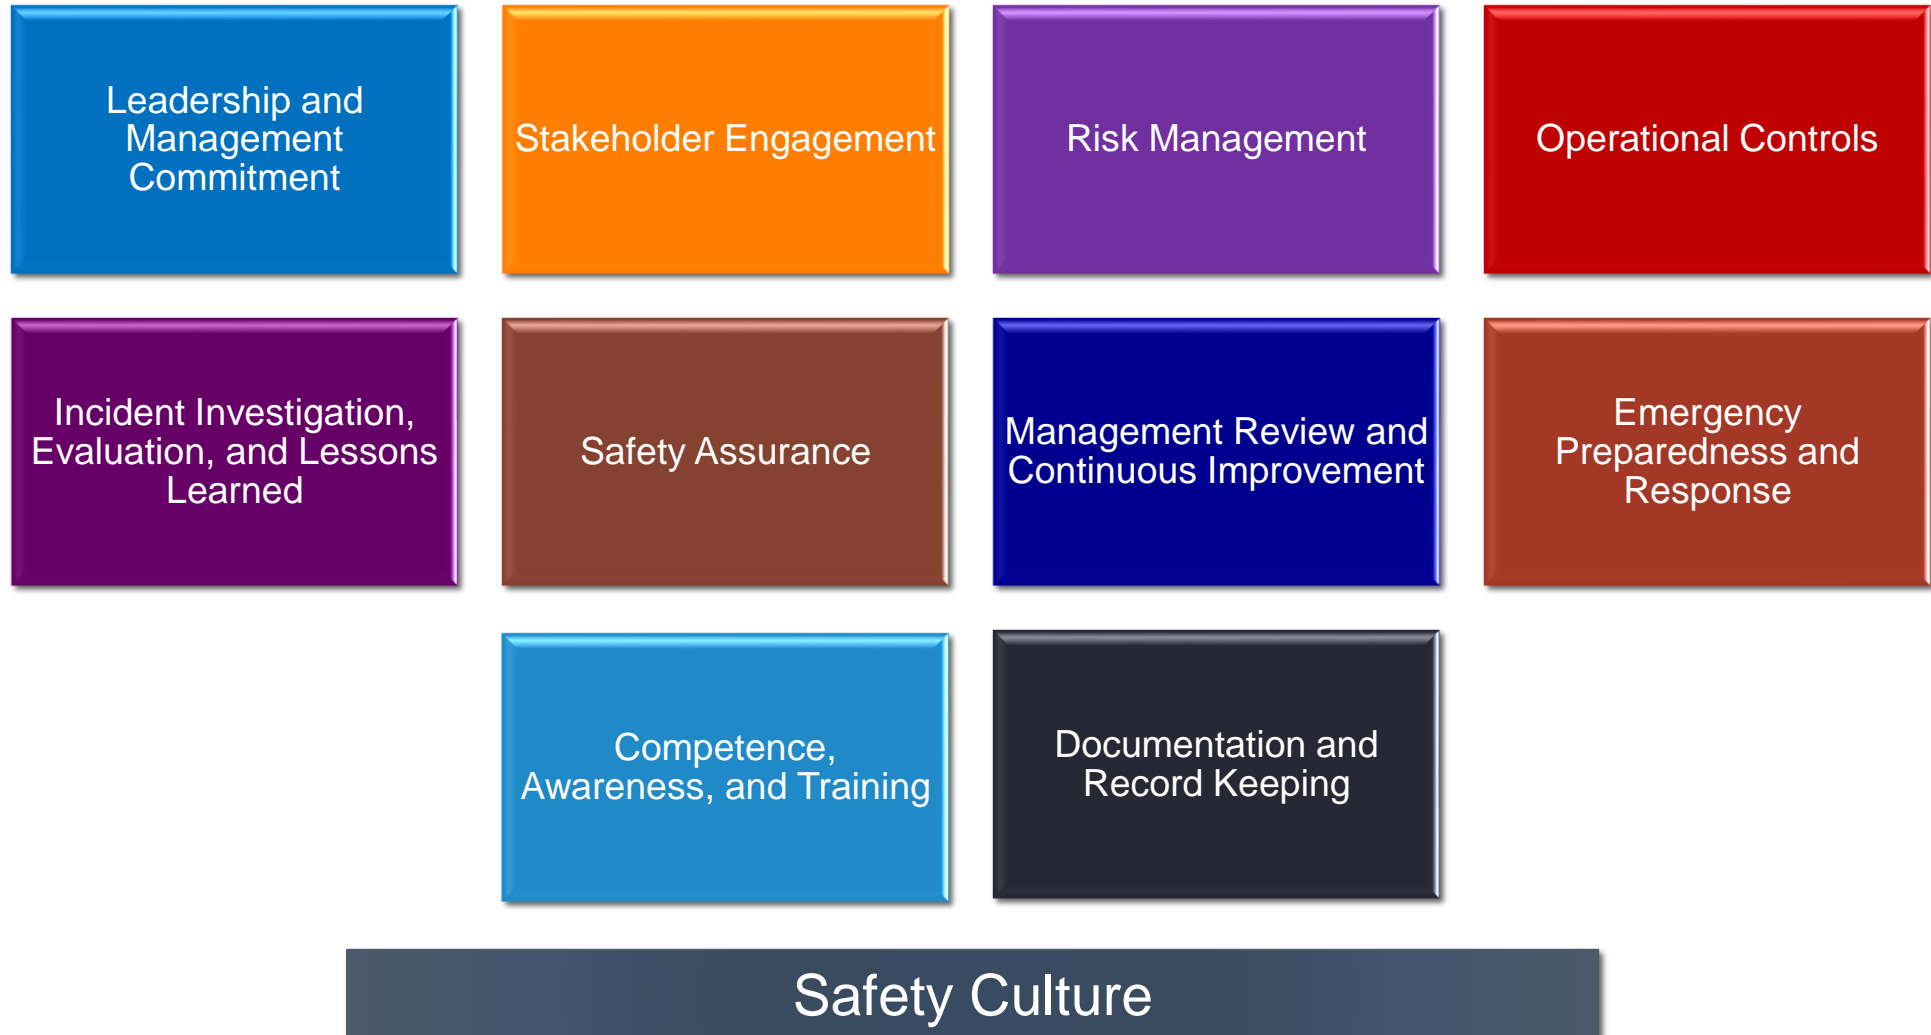 Leadership and
Management
Commitment
Stakeholder Engagement
Risk Management
Operational Controls
Incident Investigation,
Evaluation, and Lessons
Learned
Safety Assurance
Management Review and
Continuous Improvement
Emergency
Preparedness and
Response
Competence,
Awareness, and Training
Documentation and
Record Keeping
Safety Culture